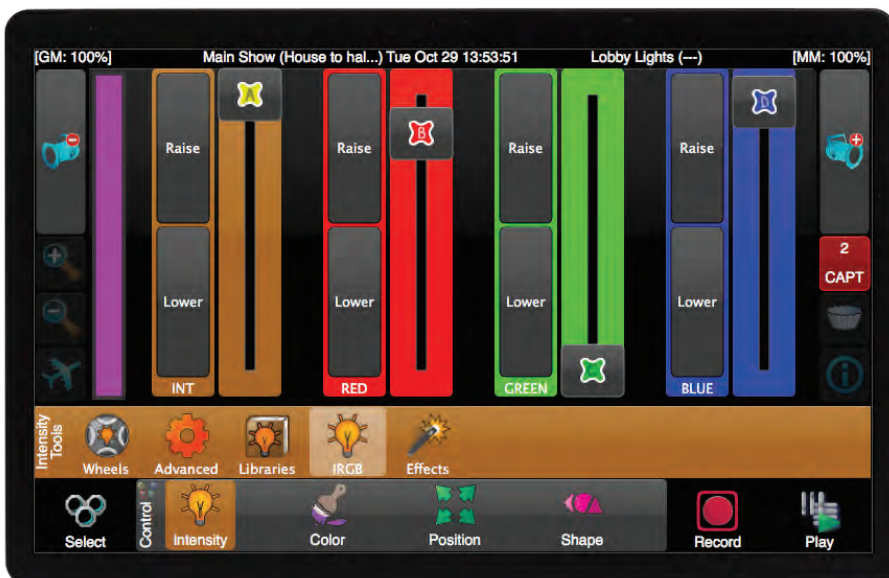 [GM: 100%] Main Show (House to hal...) Tue Oct 29 13:53:51 Lobby Lights (---) [MM: 100%]
A B D
Raise Raise Raise Raise
2
CAPT
Lower Lower Lower Lower
C
INT RED GREEN BLUE
Intensity
Tools
Wheels Advanced Libraries IRGB Effects
Control
Select Intensity Color Position Shape Record Play